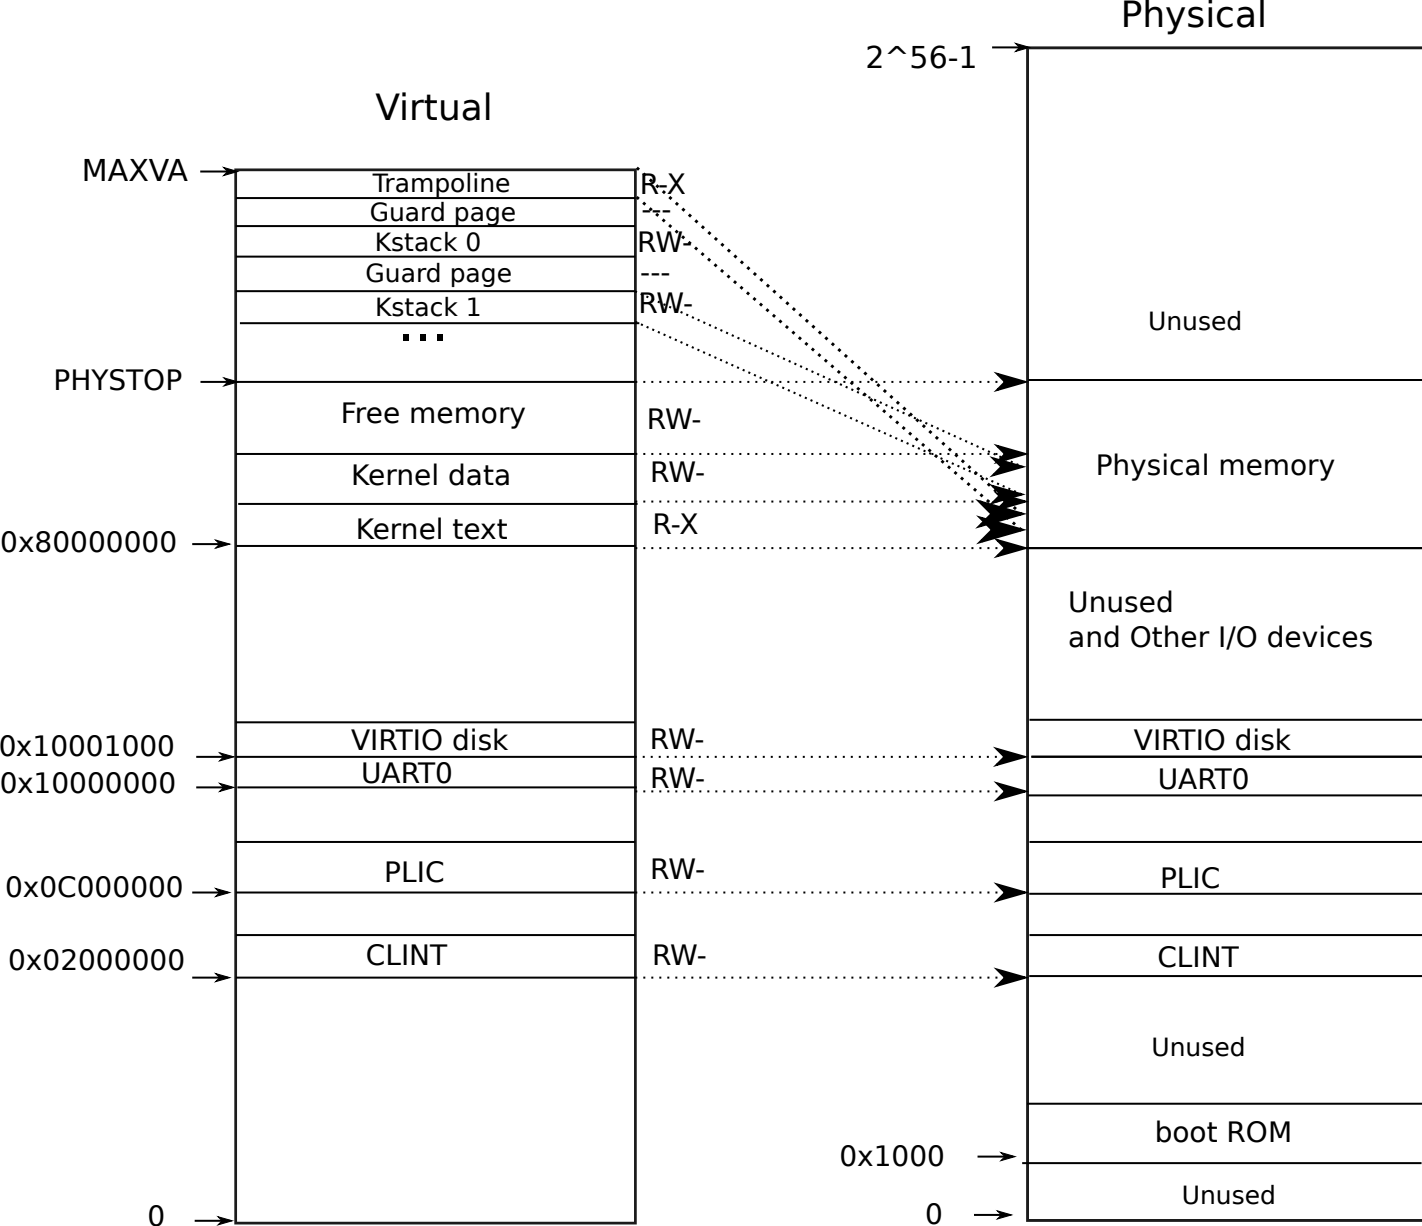 Physical
2^56-1
Virtual
MAXVA
Trampoline
R-X
Guard page
---
Kstack 0
RW-
Guard page
---
Kstack 1
RW-
...
Unused
PHYSTOP
Free memory
RW-
Kernel data
RW-
Physical memory
Kernel text
R-X
0x80000000
Unused
and Other I/O devices
0x10001000
VIRTIO disk
RW-
VIRTIO disk
0x10000000
UART0
RW-
UART0
0x0C000000
PLIC
RW-
PLIC
0x02000000
CLINT
RW-
CLINT
Unused
boot ROM
0x1000
Unused
0
0